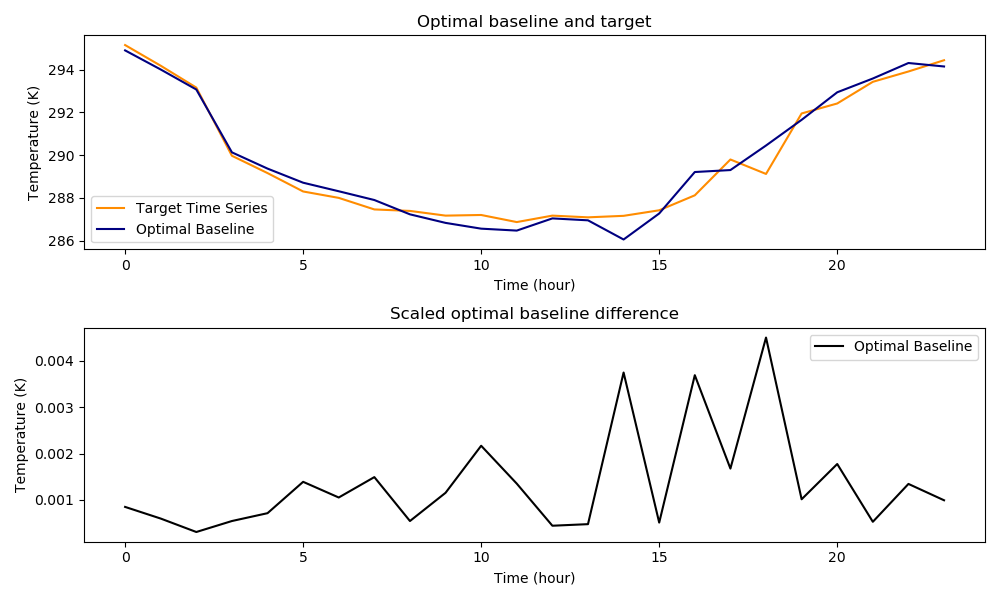 Optimal baseline and target
Temperature (K)
294
292
290
288
286
Target Time Series
Optimal Baseline
0 5 10 15 20
Time (hour)
Scaled optimal baseline difference
Temperature (K)
0.004
0.003
0.002
0.001
Optimal Baseline
0 5 10 15 20
Time (hour)